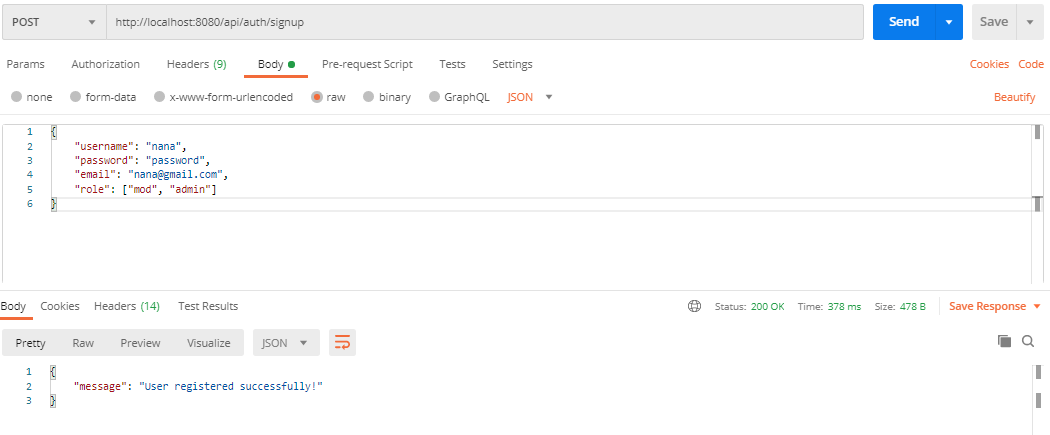 POST http://localhost:8080/api/auth/signup Send Save
Params Authorization Headers (9) Body Pre-request Script Tests Settings Cookies Code
none form-data x-www-form-urlencoded raw binary GraphQL JSON Beautify
1 {
2 "username": "nana",
3 "password": "password",
4 "email": "nana@gmail.com",
5 "role": ["mod", "admin"]
6 }
Body Cookies Headers (14) Test Results Status: 200 OK Time: 378 ms Size: 478 B Save Response
Pretty Raw Preview Visualize JSON
1 {
2 "message": "User registered successfully!"
3 }